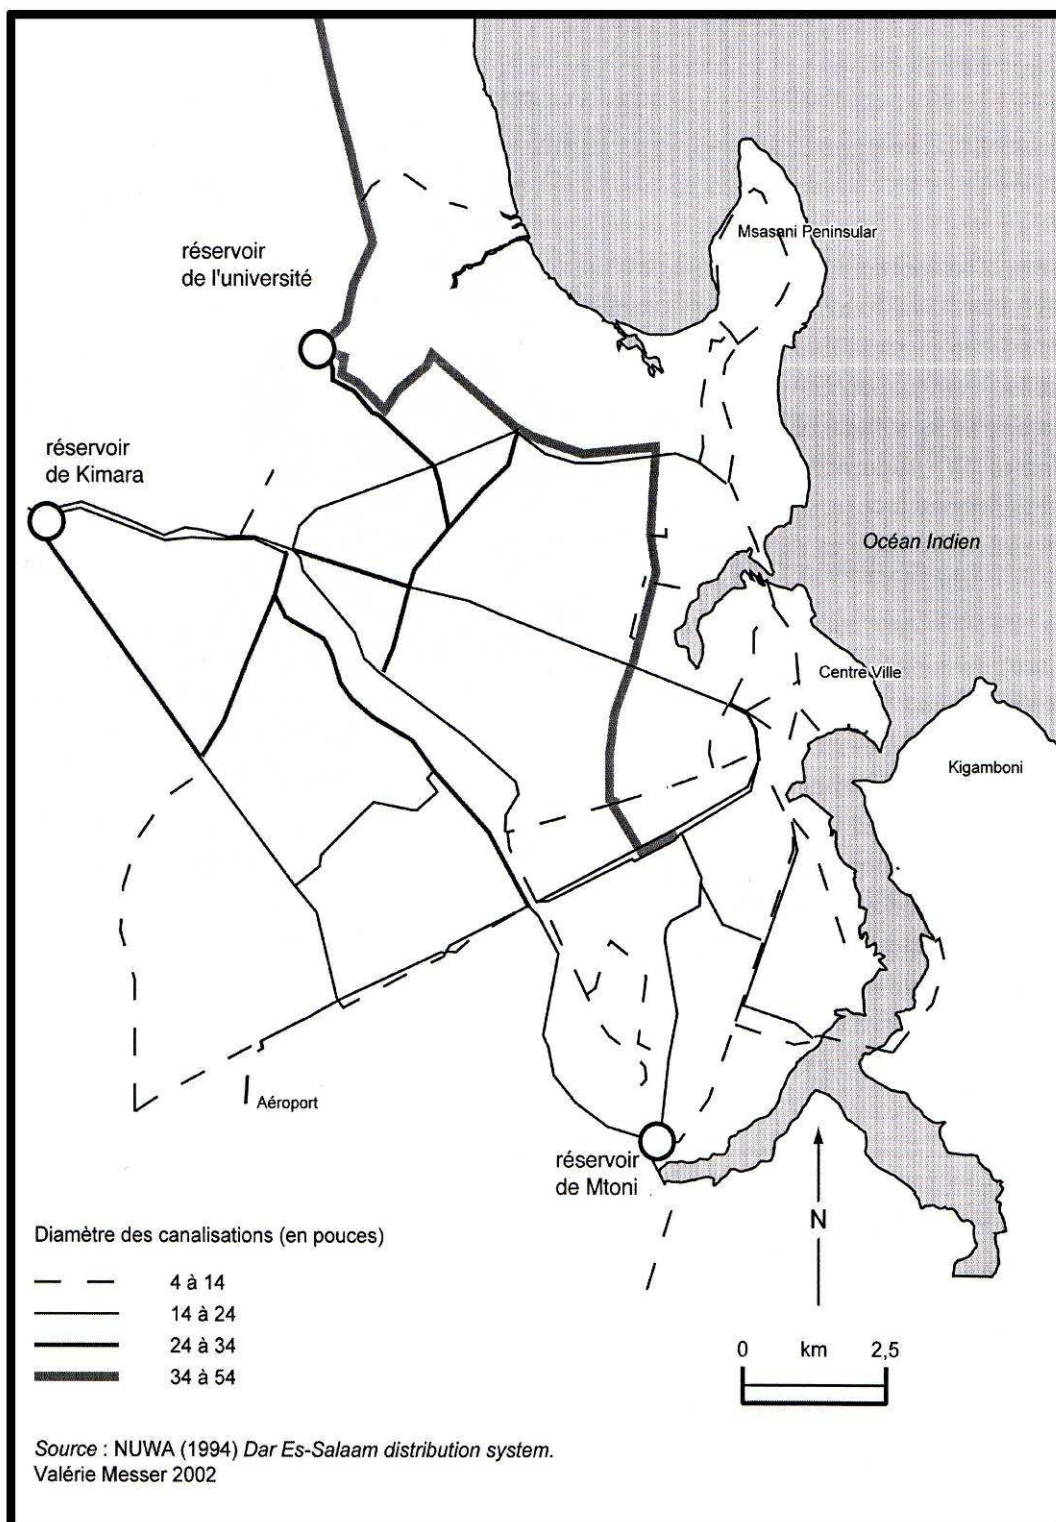 Msasani Peninsular
réservoir
de l'université
réservoir
de Kimara
Océan Indien
Centre Ville
Kigamboni
Aéroport
réservoir
de Mtoni
N
Diamètre des canalisations (en pouces)
4 à 14
14 à 24
24 à 34
34 à 54
0 km 2,5
Source : NUWA (1994) Dar Es-Salaam distribution system.
Valérie Messer 2002